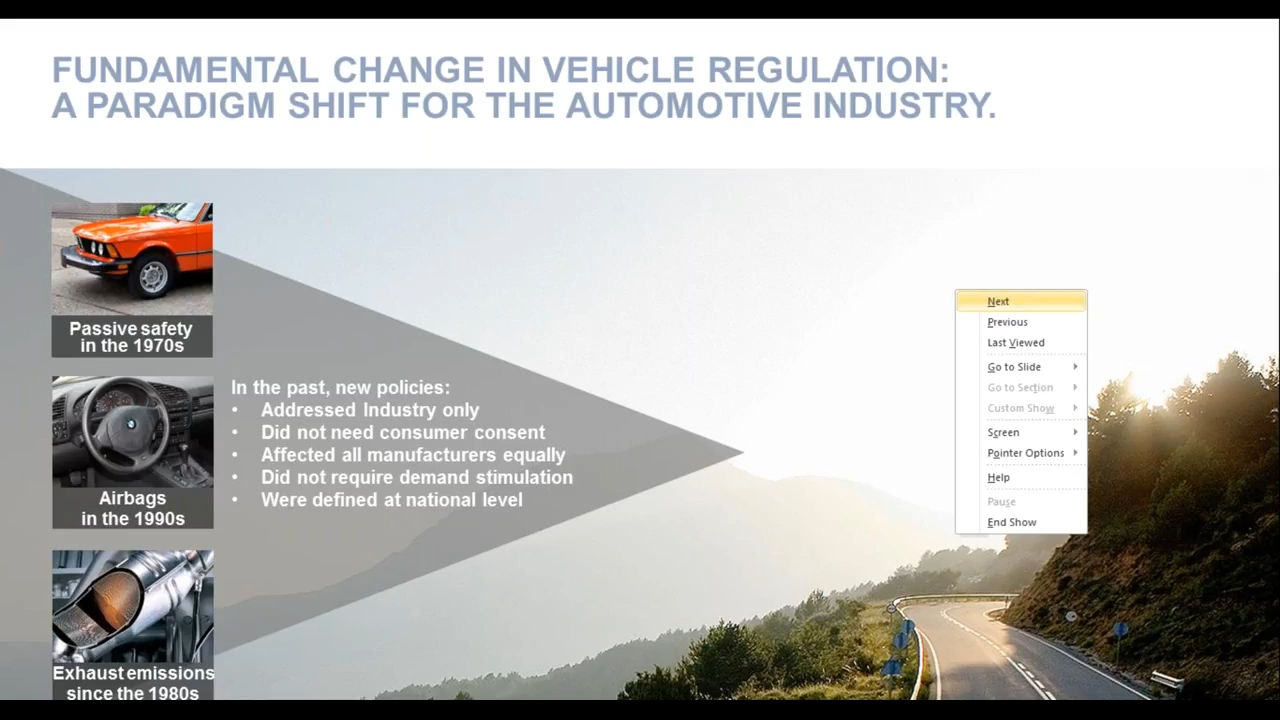 FUNDAMENTAL CHANGE IN VEHICLE REGULATION:
A PARADIGM SHIFT FOR THE AUTOMOTIVE INDUSTRY.
Passive safety
in the 1970s
Airbags
in the 1990s
Exhaust emissions
since the 1980s
In the past, new policies:
• Addressed Industry only
• Did not need consumer consent
• Affected all manufacturers equally
• Did not require demand stimulation
• Were defined at national level
Next
Previous
Last Viewed
Go to Slide
Go to Section
Custom Show
Screen
Pointer Options
Help
Pause
End Show